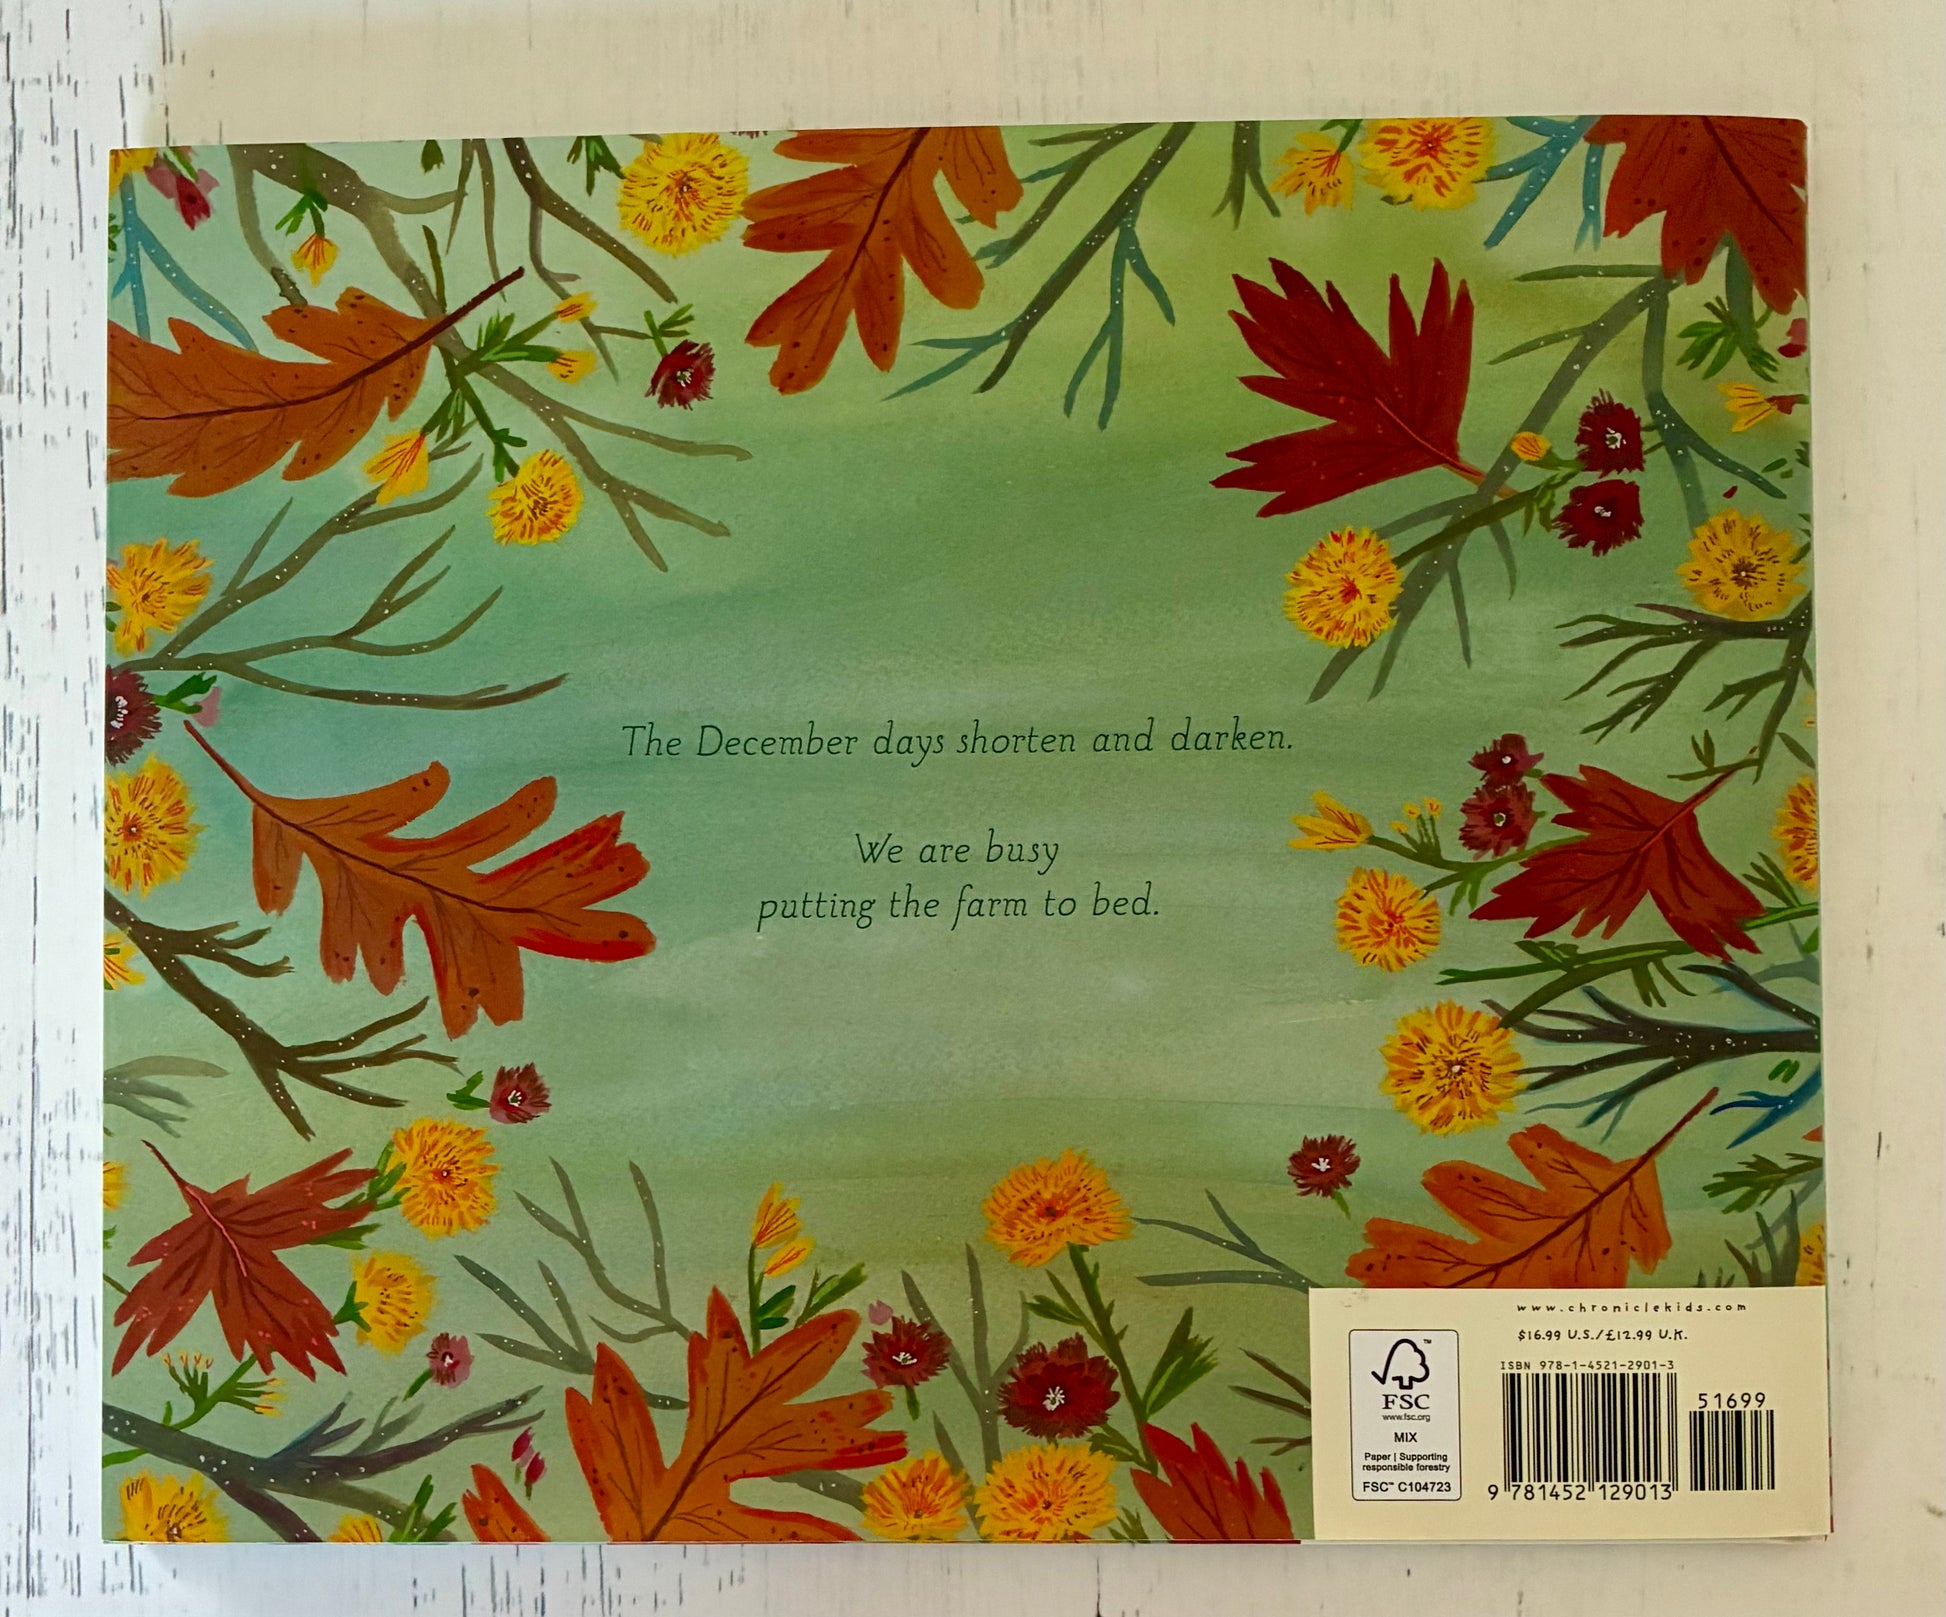 The December days shorten and darken.
We are busy
putting the farm to bed.
www.chroniclekids.com
$16.99 U.S./£12.99 U.K.
ISBN 978-1-4521-2901-3
51699
9 781452 129013
FSC
™
www.fsc.org
MIX
Paper | Supporting
responsible forestry
FSC™ C104723